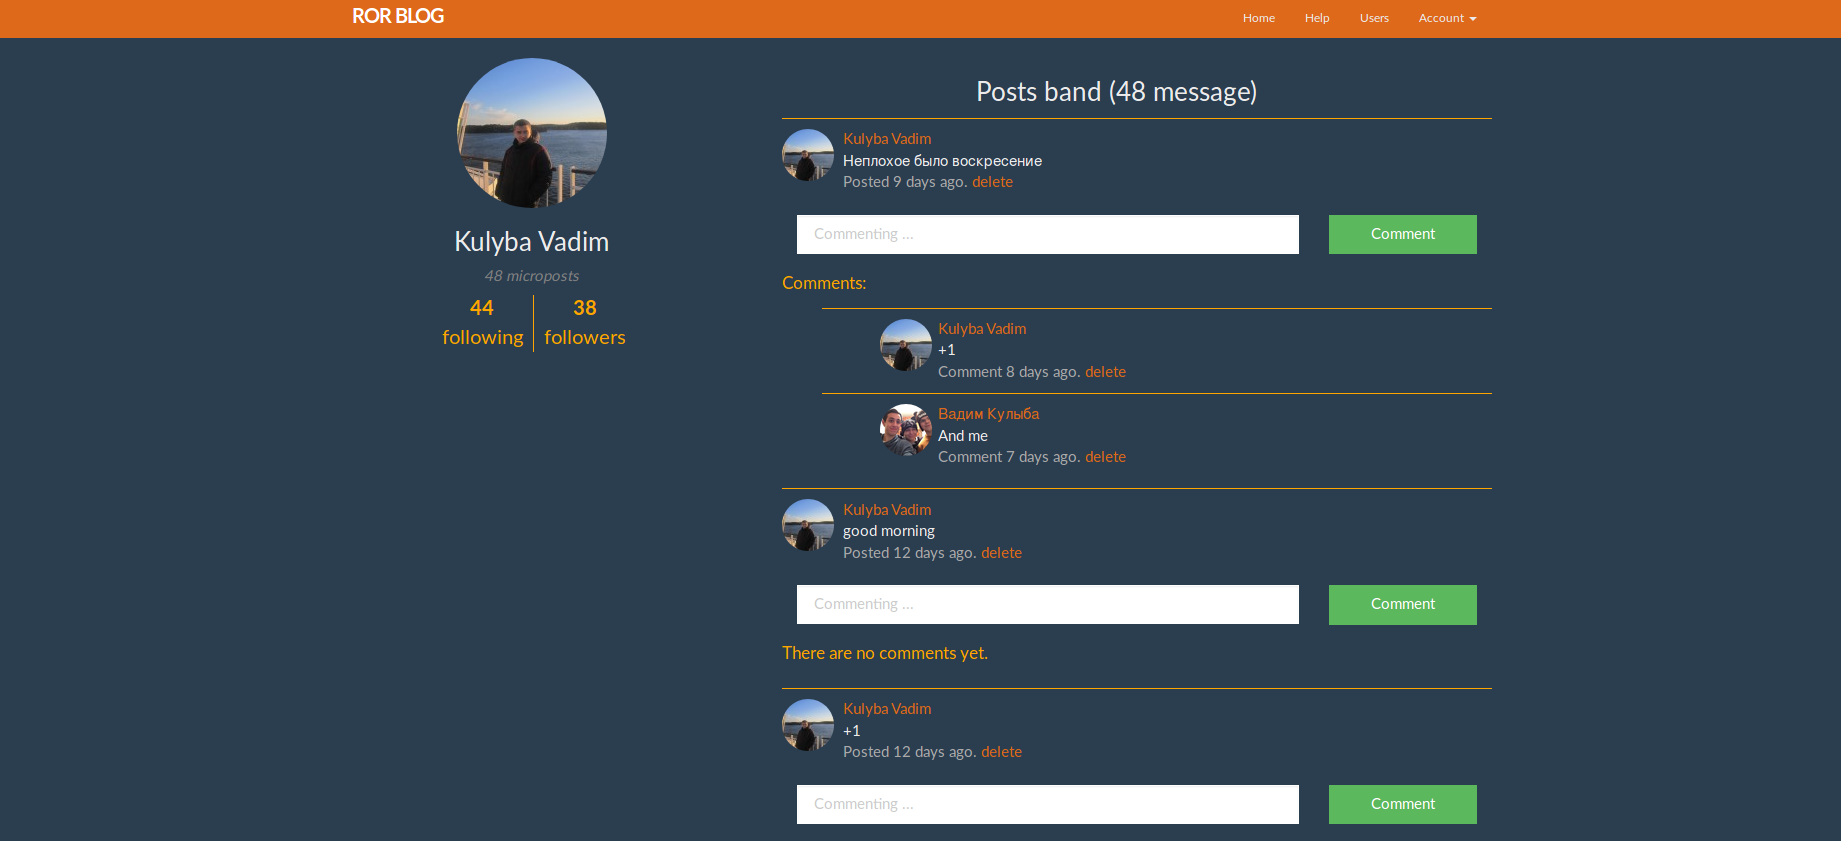 ROR BLOG
Home Help Users Account
Kulyba Vadim
48 microposts
44 following
38 followers
Posts band (48 message)
Kulyba Vadim
Неплохое было воскресение
Posted 9 days ago. delete
Commenting ... Comment
Comments:
Kulyba Vadim
+1
Comment 8 days ago. delete
Вадим Кулыба
And me
Comment 7 days ago. delete
Kulyba Vadim
good morning
Posted 12 days ago. delete
Commenting ... Comment
There are no comments yet.
Kulyba Vadim
+1
Posted 12 days ago. delete
Commenting ... Comment